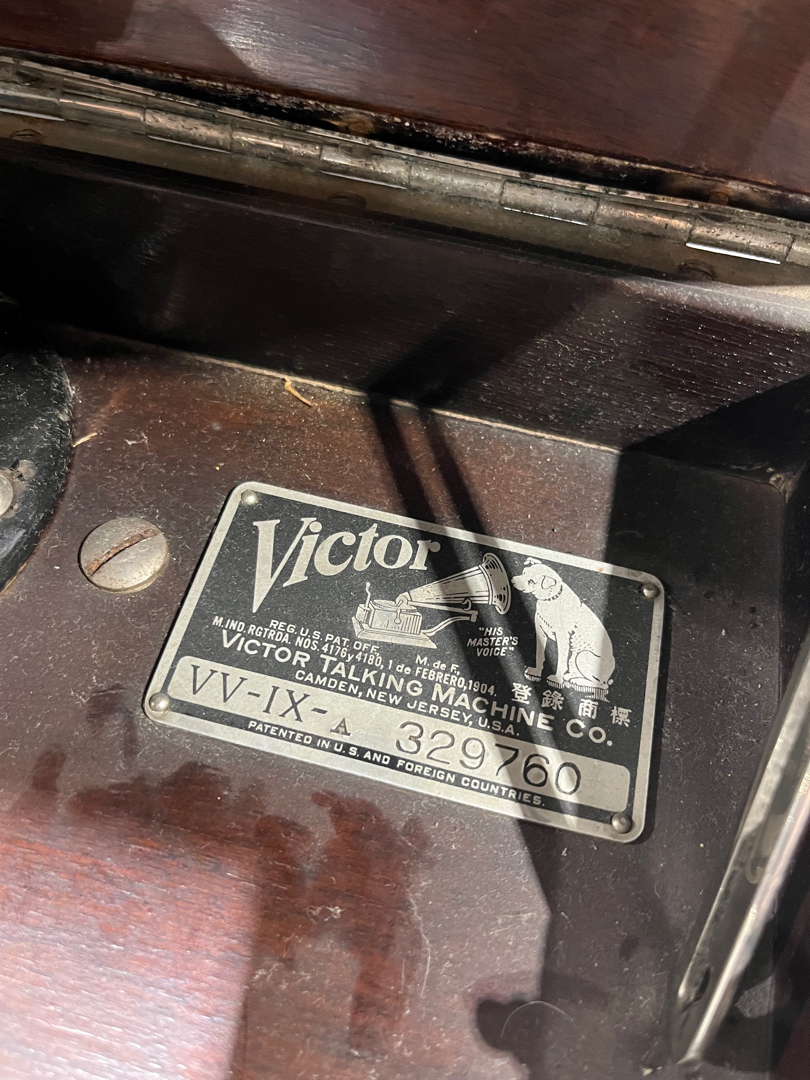 Victor
"HIS
MASTER'S
VOICE"
REG. U.S. PAT. OFF.
M. de F.
M.IND.RGTRDA. NOS. 4176 y 4180, 1 de FEBRERO, 1904.
VICTOR TALKING MACHINE CO.
登錄商標
CAMDEN, NEW JERSEY, U.S.A.
VV-IX-A 329760
PATENTED IN U.S. AND FOREIGN COUNTRIES.